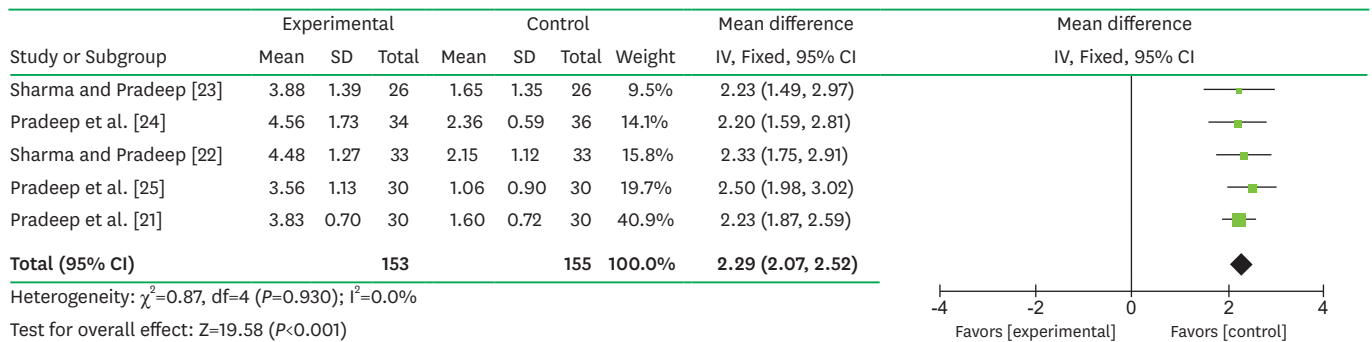 Experimental Control Mean difference Mean difference
Study or Subgroup Mean SD Total Mean SD Total Weight IV, Fixed, 95% CI IV, Fixed, 95% CI
Sharma and Pradeep [23] 3.88 1.39 26 1.65 1.35 26 9.5% 2.23 (1.49, 2.97)
Pradeep et al. [24] 4.56 1.73 34 2.36 0.59 36 14.1% 2.20 (1.59, 2.81)
Sharma and Pradeep [22] 4.48 1.27 33 2.15 1.12 33 15.8% 2.33 (1.75, 2.91)
Pradeep et al. [25] 3.56 1.13 30 1.06 0.90 30 19.7% 2.50 (1.98, 3.02)
Pradeep et al. [21] 3.83 0.70 30 1.60 0.72 30 40.9% 2.23 (1.87, 2.59)
Total (95% CI) 153 155 100.0% 2.29 (2.07, 2.52)
Heterogeneity: χ²=0.87, df=4 (P=0.930); I²=0.0%
-4 -2 0 2 4
Test for overall effect: Z=19.58 (P<0.001)
Favors [experimental] Favors [control]